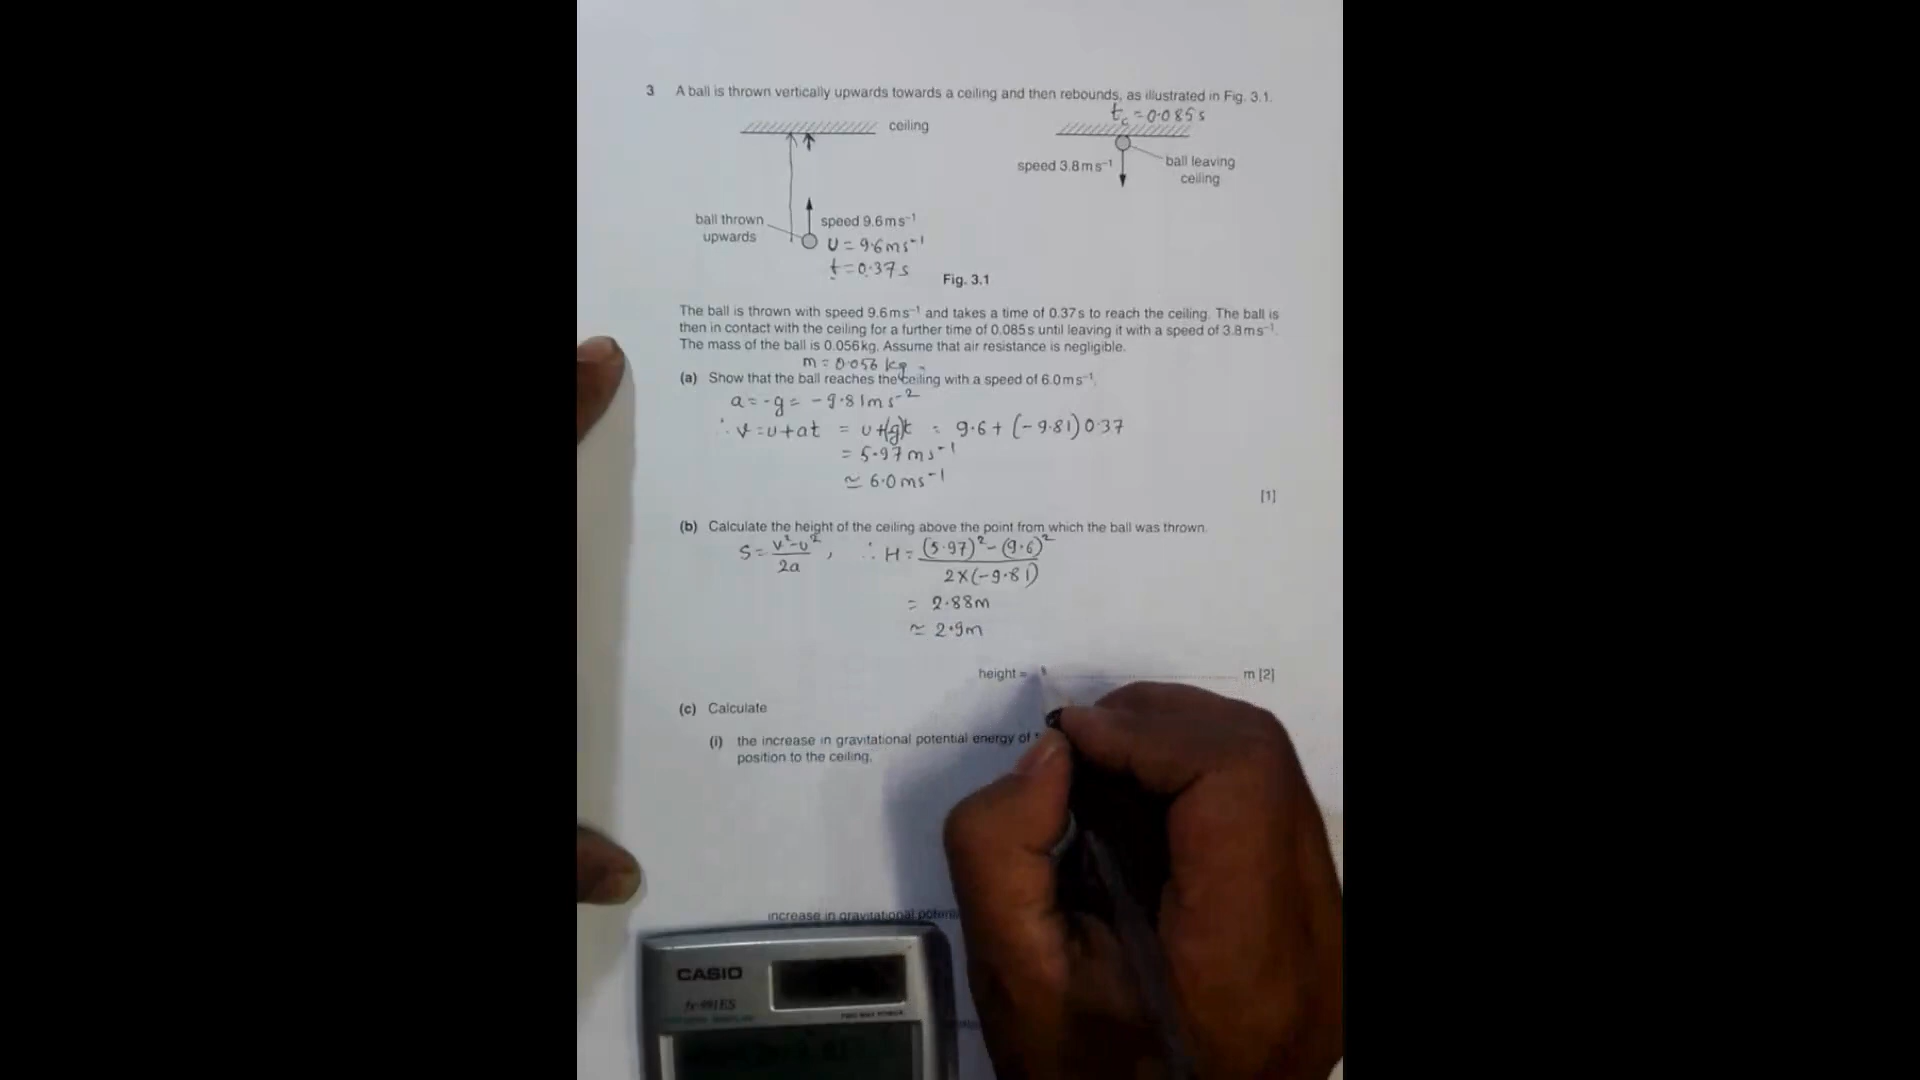 3 A ball is thrown vertically upwards towards a ceiling and then rebounds, as illustrated in Fig. 3.1.
t_c = 0.085 s
ceiling
speed 3.8 m s⁻¹
ball leaving
ceiling
ball thrown
upwards
speed 9.6 m s⁻¹
U = 9.6 ms⁻¹
t = 0.37 s
Fig. 3.1
The ball is thrown with speed 9.6 m s⁻¹ and takes a time of 0.37 s to reach the ceiling. The ball is
then in contact with the ceiling for a further time of 0.085 s until leaving it with a speed of 3.8 m s⁻¹.
The mass of the ball is 0.056 kg. Assume that air resistance is negligible.
m = 0.056 kg
(a) Show that the ball reaches the ceiling with a speed of 6.0 m s⁻¹.
a = -g = -9.81 ms⁻²
∴ v = u + at = u + (-g)t = 9.6 + (-9.81) 0.37
= 5.97 ms⁻¹
≃ 6.0 ms⁻¹
[1]
(b) Calculate the height of the ceiling above the point from which the ball was thrown.
S = (v² - u²) / 2a, ∴ H = ((5.97)² - (9.6)²) / (2 × (-9.81))
= 2.88 m
≃ 2.9 m
height = m [2]
(c) Calculate
(i) the increase in gravitational potential energy of
position to the ceiling,
increase in gravitational
CASIO
fx-991ES